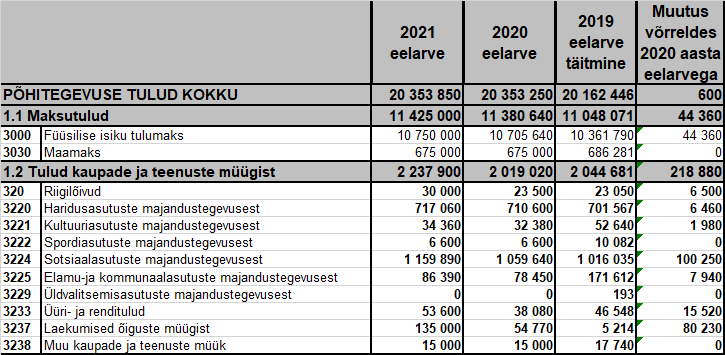 2021 eelarve 2020 eelarve 2019 eelarve täitmine Muutus võrreldes 2020 aasta eelarvega
PÕHITEGEVUSE TULUD KOKKU 20 353 850 20 353 250 20 162 446 600
1.1 Maksutulud 11 425 000 11 380 640 11 048 071 44 360
3000 Füüsilise isiku tulumaks 10 750 000 10 705 640 10 361 790 44 360
3030 Maamaks 675 000 675 000 686 281 0
1.2 Tulud kaupade ja teenuste müügist 2 237 900 2 019 020 2 044 681 218 880
320 Riigilõivud 30 000 23 500 23 050 6 500
3220 Haridusasutuste majandustegevusest 717 060 710 600 701 567 6 460
3221 Kultuuriasutuste majandustegevusest 34 360 32 380 52 640 1 980
3222 Spordiasutuste majandustegevusest 6 600 6 600 10 082 0
3224 Sotsiaalasutuste majandustegevusest 1 159 890 1 059 640 1 016 035 100 250
3225 Elamu-ja kommunaalasutuste majandustegevusest 86 390 78 450 171 612 7 940
3229 Üldvalitsemisasutuste majandustegevusest 0 0 193 0
3233 Üüri- ja renditulud 53 600 38 080 46 548 15 520
3237 Laekumised õiguste müügist 135 000 54 770 5 214 80 230
3238 Muu kaupade ja teenuste müük 15 000 15 000 17 740 0